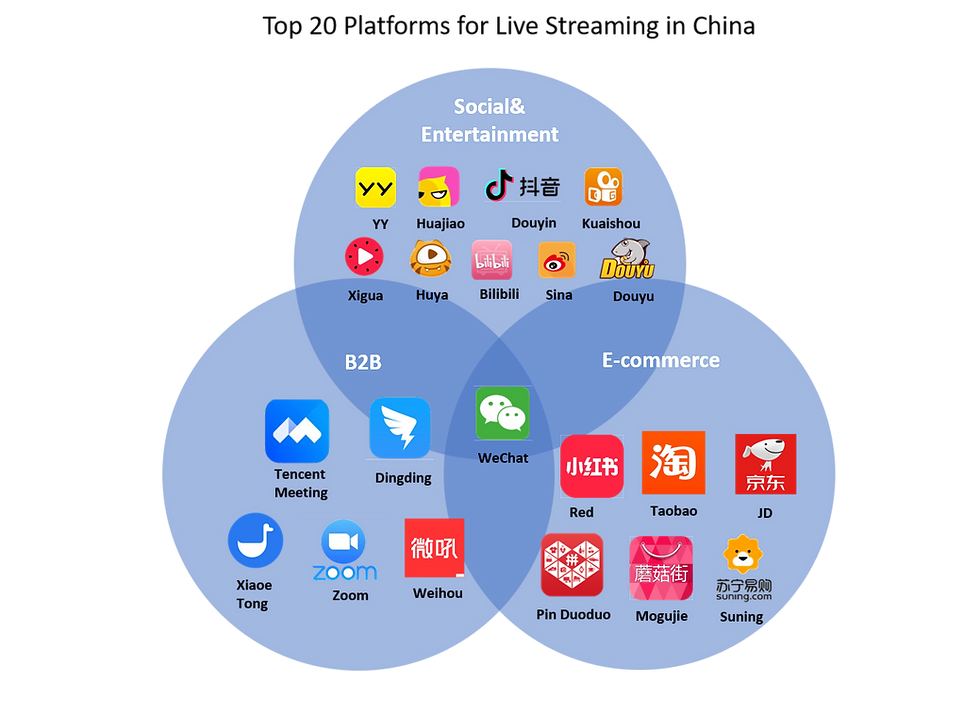 Top 20 Platforms for Live Streaming in China
Social&
Entertainment
YY
抖音
YY
Huajiao
Douyin
Kuaishou
bilibili
DOUYU
Xigua
Huya
Bilibili
Sina
Douyu
B2B
E-commerce
WeChat
Tencent
Meeting
Dingding
小红书
淘
京东
Red
Taobao
JD
zoom
微吼
Xiaoe
Tong
Zoom
Weihou
拼
蘑菇街
苏宁易购
suning.com
Pin Duoduo
Mogujie
Suning